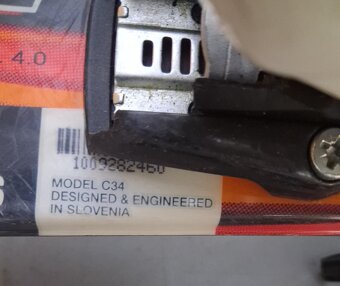 4.0
1009282460
MODEL C34
DESIGNED & ENGINEERED
IN SLOVENIA